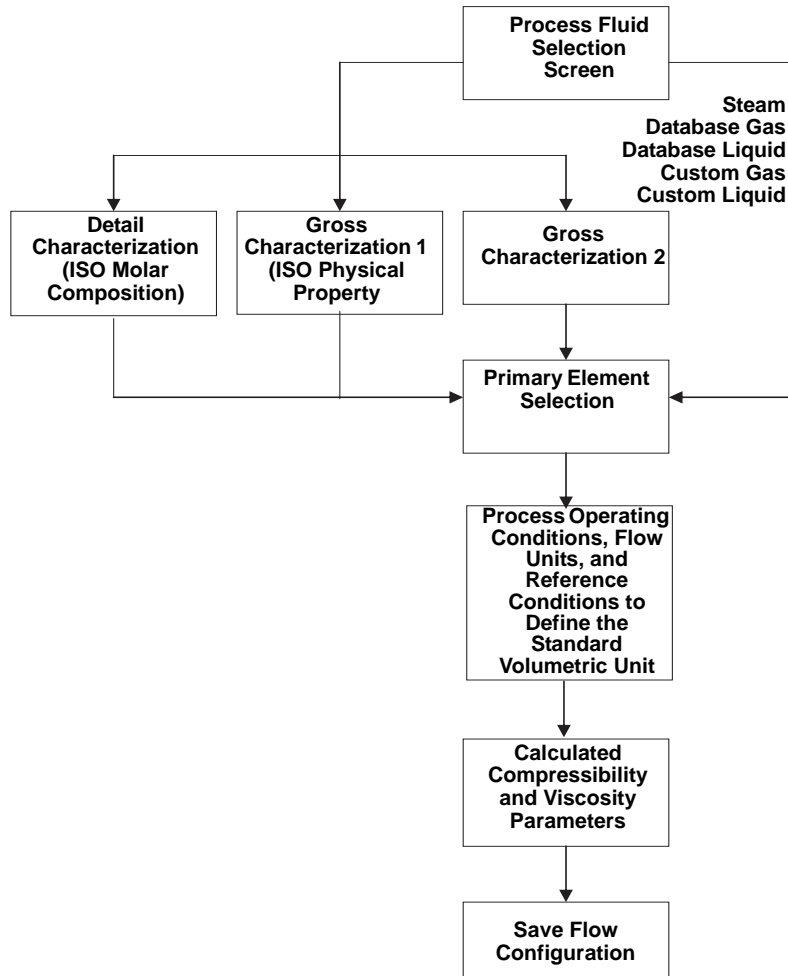 Process Fluid
Selection
Screen
Steam
Database Gas
Database Liquid
Custom Gas
Custom Liquid
Detail
Characterization
(ISO Molar
Composition)
Gross
Characterization 1
(ISO Physical
Property
Gross
Characterization 2
Primary Element
Selection
Process Operating
Conditions, Flow
Units, and
Reference
Conditions to
Define the
Standard
Volumetric Unit
Calculated
Compressibility
and Viscosity
Parameters
Save Flow
Configuration